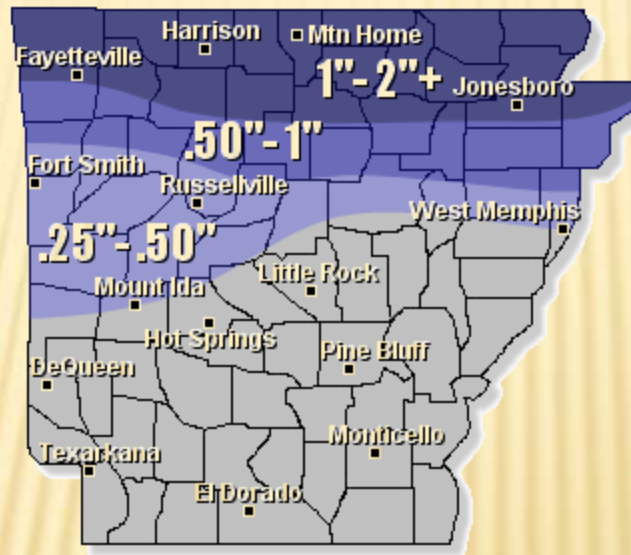 Harrison
Mtn Home
Fayetteville
1"- 2"+
Jonesboro
.50"- 1"
Fort Smith
Russellville
West Memphis
.25"- .50"
Little Rock
Mount Ida
Hot Springs
Pine Bluff
DeQueen
Monticello
Texarkana
El Dorado